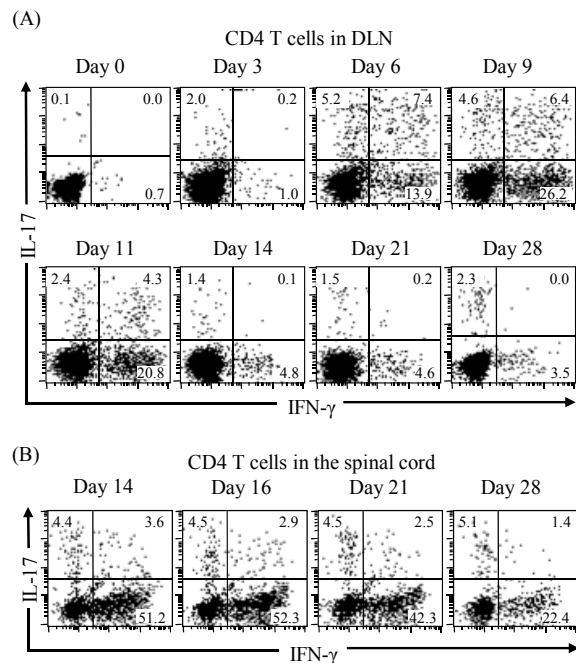 (A)
CD4 T cells in DLN
Day 0 Day 3 Day 6 Day 9
0.1 0.0 2.0 0.2 5.2 7.4 4.6 6.4
0.7 1.0 13.9 26.2
IL-17
Day 11 Day 14 Day 21 Day 28
2.4 4.3 1.4 0.1 1.5 0.2 2.3 0.0
20.8 4.8 4.6 3.5
IFN-γ
(B)
CD4 T cells in the spinal cord
Day 14 Day 16 Day 21 Day 28
4.4 3.6 4.5 2.9 4.5 2.5 5.1 1.4
IL-17
51.2 52.3 42.3 22.4
IFN-γ